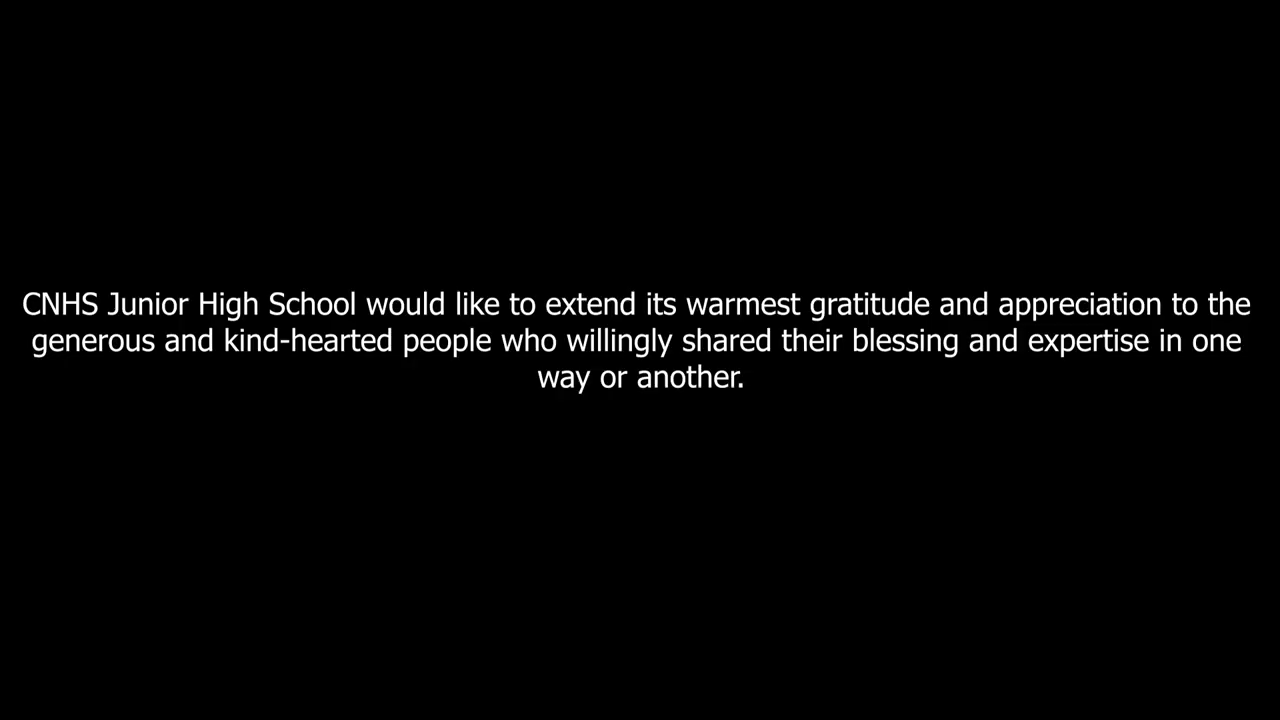 CNHS Junior High School would like to extend its warmest gratitude and appreciation to the
generous and kind-hearted people who willingly shared their blessing and expertise in one
way or another.